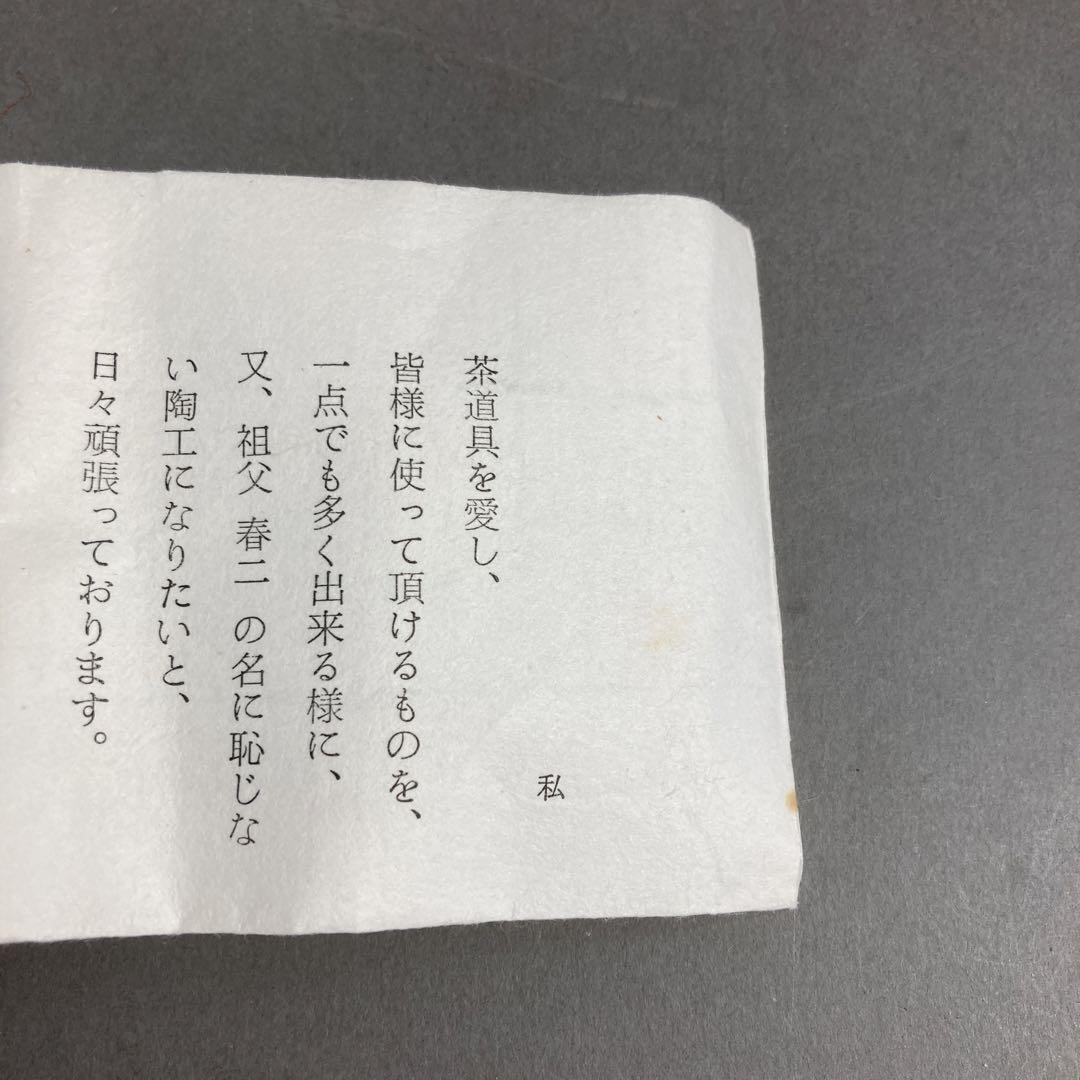 私
茶道具を愛し、
皆様に使って頂けるものを、
一点でも多く出来る様に、
又、祖父 春二 の名に恥じな
い陶工になりたいと、
日々頑張っております。